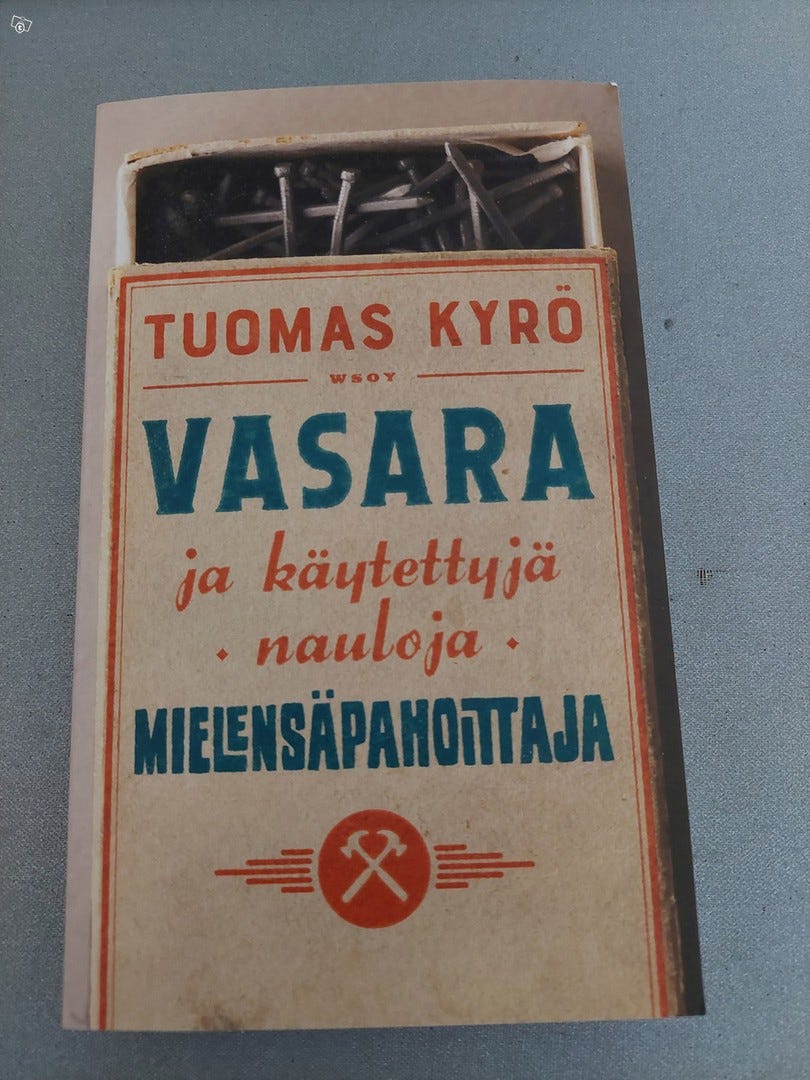 TUOMAS KYRÖ
WSOY
VASARA
ja käytettyjä
nauloja
MIELENSÄPAHOITTAJA